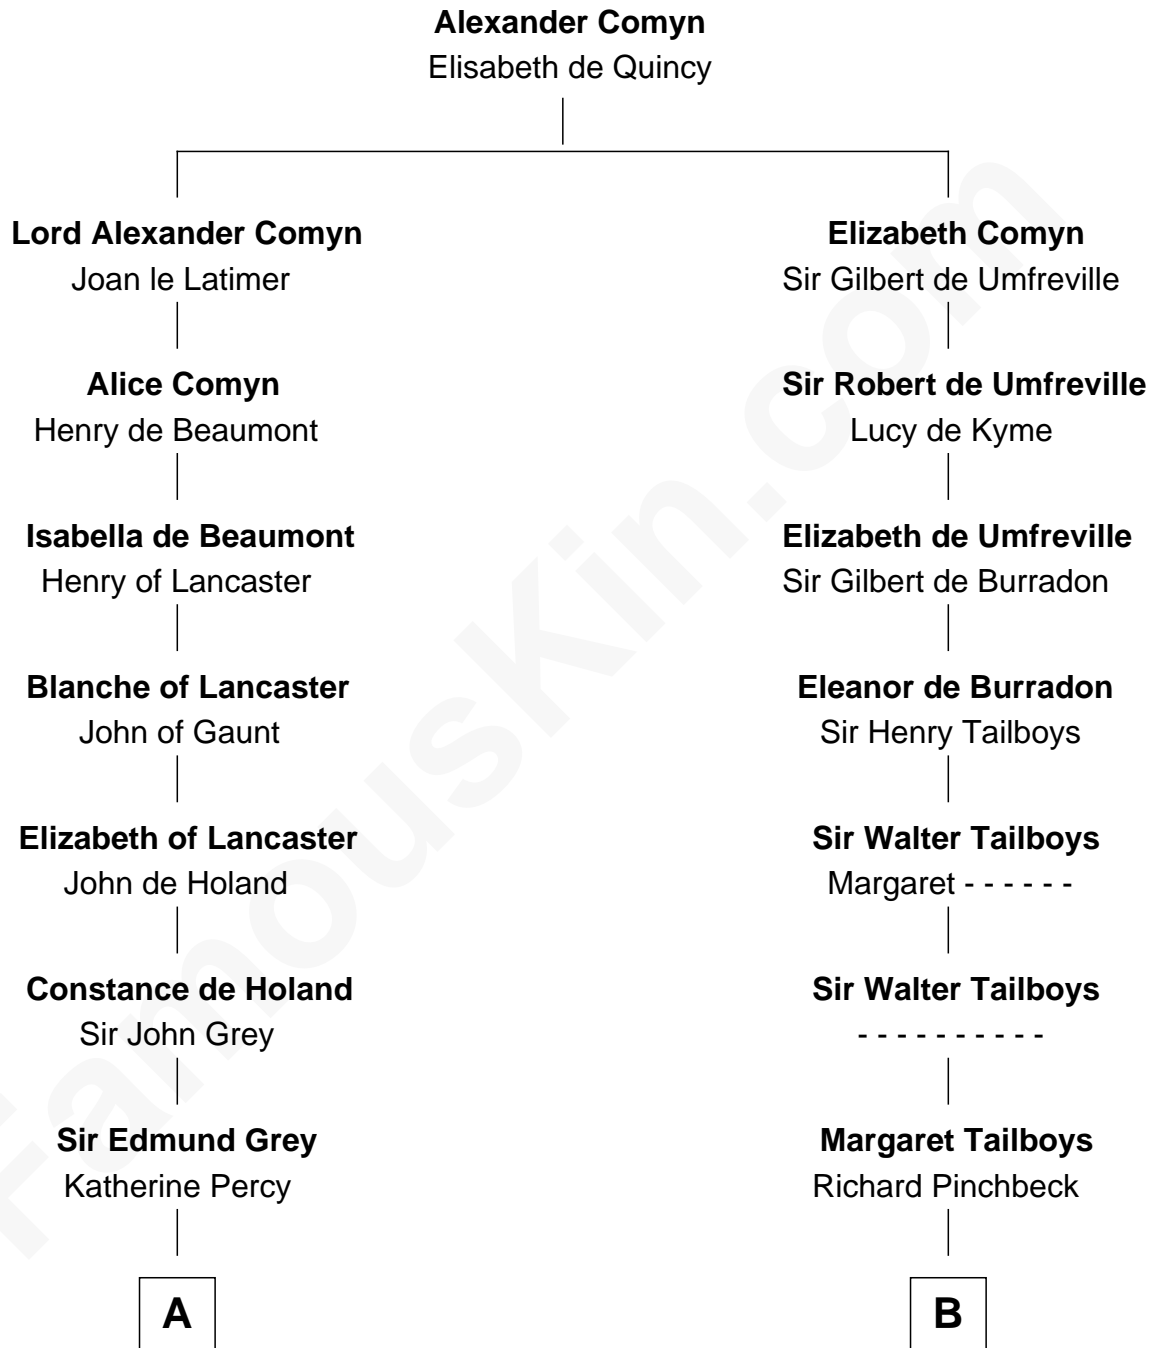 Alexander Comyn
Elisabeth de Quincy
Lord Alexander Comyn
Joan le Latimer
Elizabeth Comyn
Sir Gilbert de Umfreville
Alice Comyn
Henry de Beaumont
Sir Robert de Umfreville
Lucy de Kyme
Isabella de Beaumont
Henry of Lancaster
Elizabeth de Umfreville
Sir Gilbert de Burradon
Blanche of Lancaster
John of Gaunt
Eleanor de Burradon
Sir Henry Tailboys
Elizabeth of Lancaster
John de Holand
Sir Walter Tailboys
Margaret - - - - - -
Constance de Holand
Sir John Grey
Sir Walter Tailboys
- - - - - - - - - -
Sir Edmund Grey
Katherine Percy
Margaret Tailboys
Richard Pinchbeck
A
B
FamousKin.com